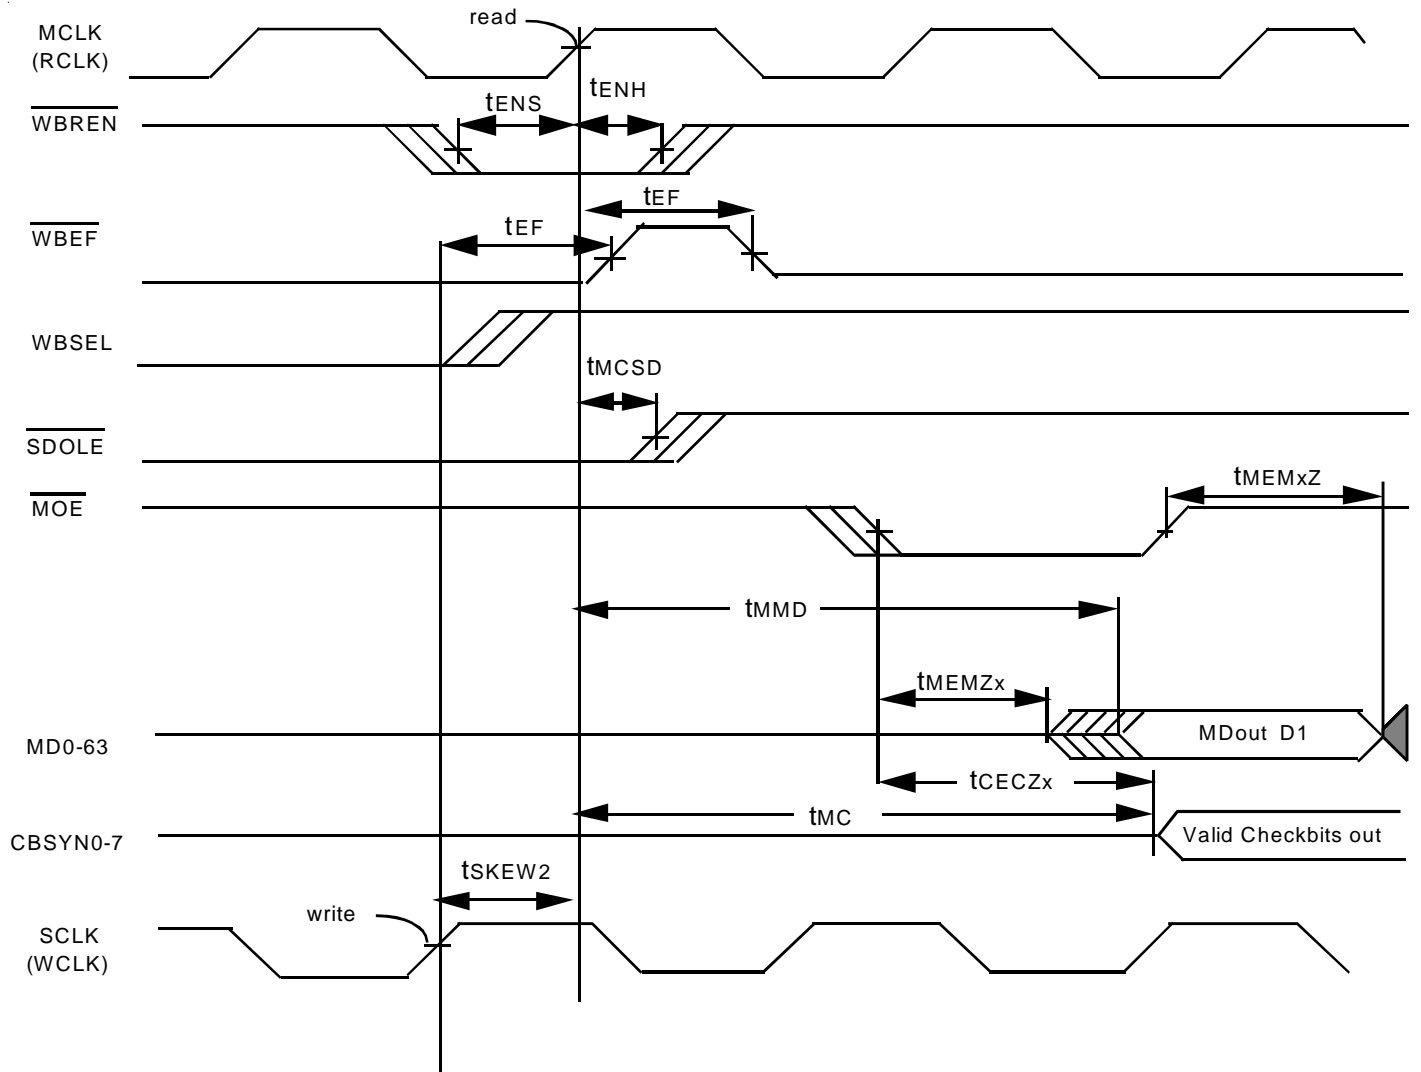 read
MCLK
(RCLK)
tENS
tENH
WBREN
tEF
tEF
WBEF
WBSEL
tMCSD
SDOLE
tMEMxZ
MOE
tMMD
tMEMZx
MD0-63
MDout D1
tCECZx
tMC
CBSYN0-7
Valid Checkbits out
tSKEW2
write
SCLK
(WCLK)